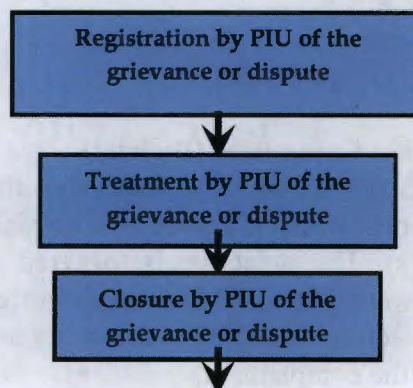 Registration by PIU of the
grievance or dispute
Treatment by PIU of the
grievance or dispute
Closure by PIU of the
grievance or dispute